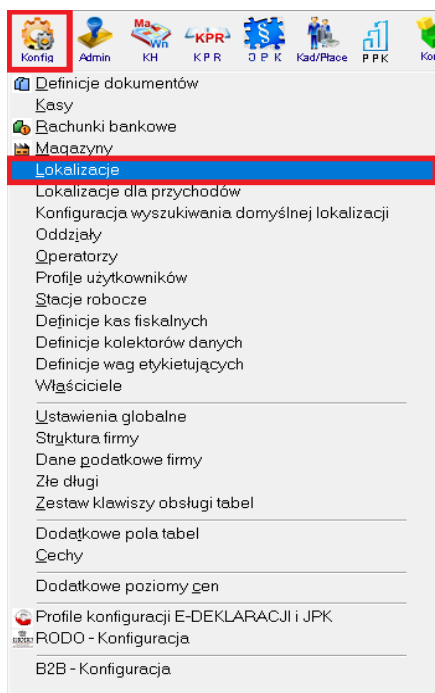 Ma
Wn
KPR
§
Konfig Admin KH K P R J P K Kad/Płace P P K
Definicje dokumentów
Kasy
Rachunki bankowe
Magazyny
Lokalizacje
Lokalizacje dla przychodów
Konfiguracja wyszukiwania domyślnej lokalizacji
Oddziały
Operatorzy
Profile użytkowników
Stacje robocze
Definicje kas fiskalnych
Definicje kolektorów danych
Definicje wag etykietujących
Właściciele
Ustawienia globalne
Struktura firmy
Dane podatkowe firmy
Złe długi
Zestaw klawiszy obsługi tabel
Dodatkowe pola tabel
Cechy
Dodatkowe poziomy cen
Profile konfiguracji E-DEKLARACJI i JPK
RODO - Konfiguracja
B2B - Konfiguracja